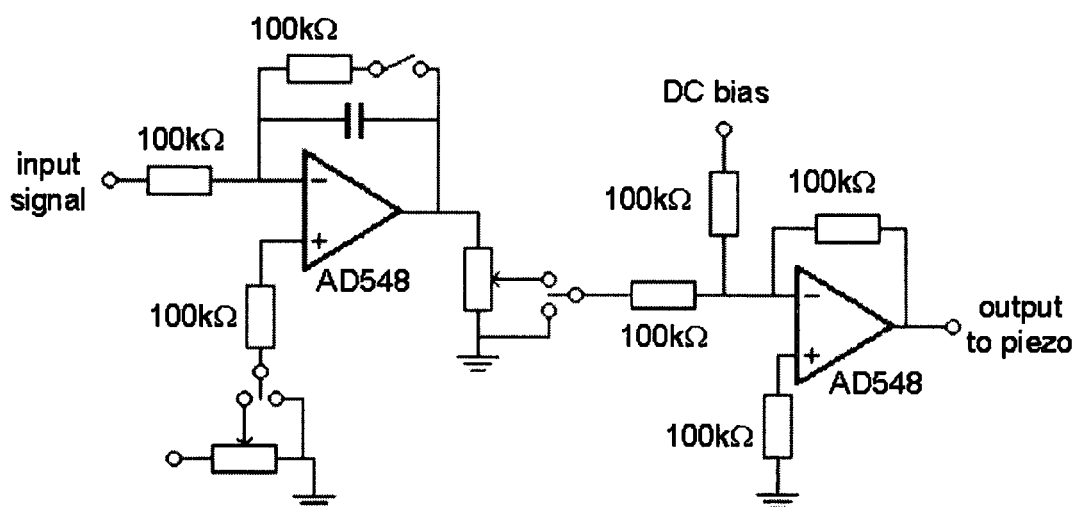 100kΩ
100kΩ
input
signal
−
+
AD548
100kΩ
DC bias
100kΩ
100kΩ
100kΩ
−
+
AD548
100kΩ
output
to piezo